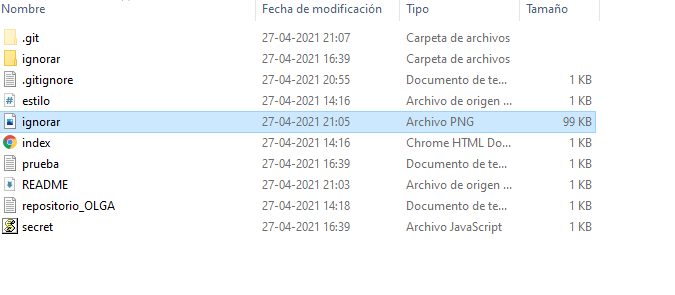 Nombre Fecha de modificación Tipo Tamaño
.git 27-04-2021 21:07 Carpeta de archivos
ignorar 27-04-2021 16:39 Carpeta de archivos
.gitignore 27-04-2021 20:55 Documento de te... 1 KB
estilo 27-04-2021 14:16 Archivo de origen ... 1 KB
ignorar 27-04-2021 21:05 Archivo PNG 99 KB
index 27-04-2021 14:16 Chrome HTML Do... 1 KB
prueba 27-04-2021 16:39 Documento de te... 1 KB
README 27-04-2021 21:03 Archivo de origen ... 1 KB
repositorio_OLGA 27-04-2021 14:18 Documento de te... 1 KB
secret 27-04-2021 16:39 Archivo JavaScript 1 KB